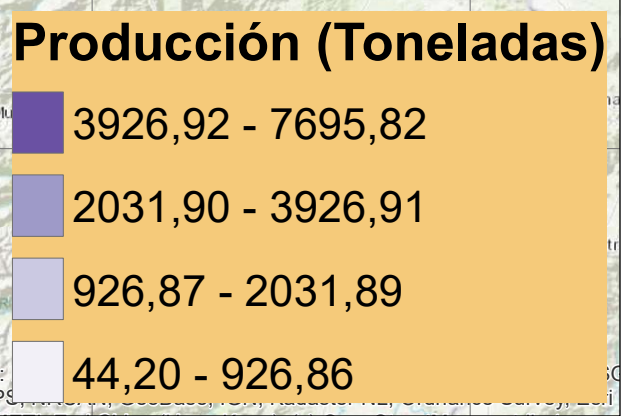 Producción (Toneladas)
3926,92 - 7695,82
2031,90 - 3926,91
926,87 - 2031,89
44,20 - 926,86